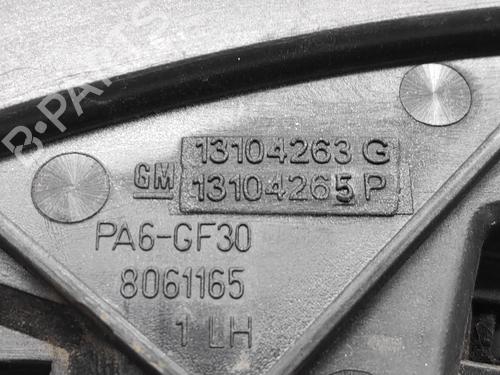 B-PARTS
13104263 G
GM 13104265 P
PA6-GF30
8061165
1 LH